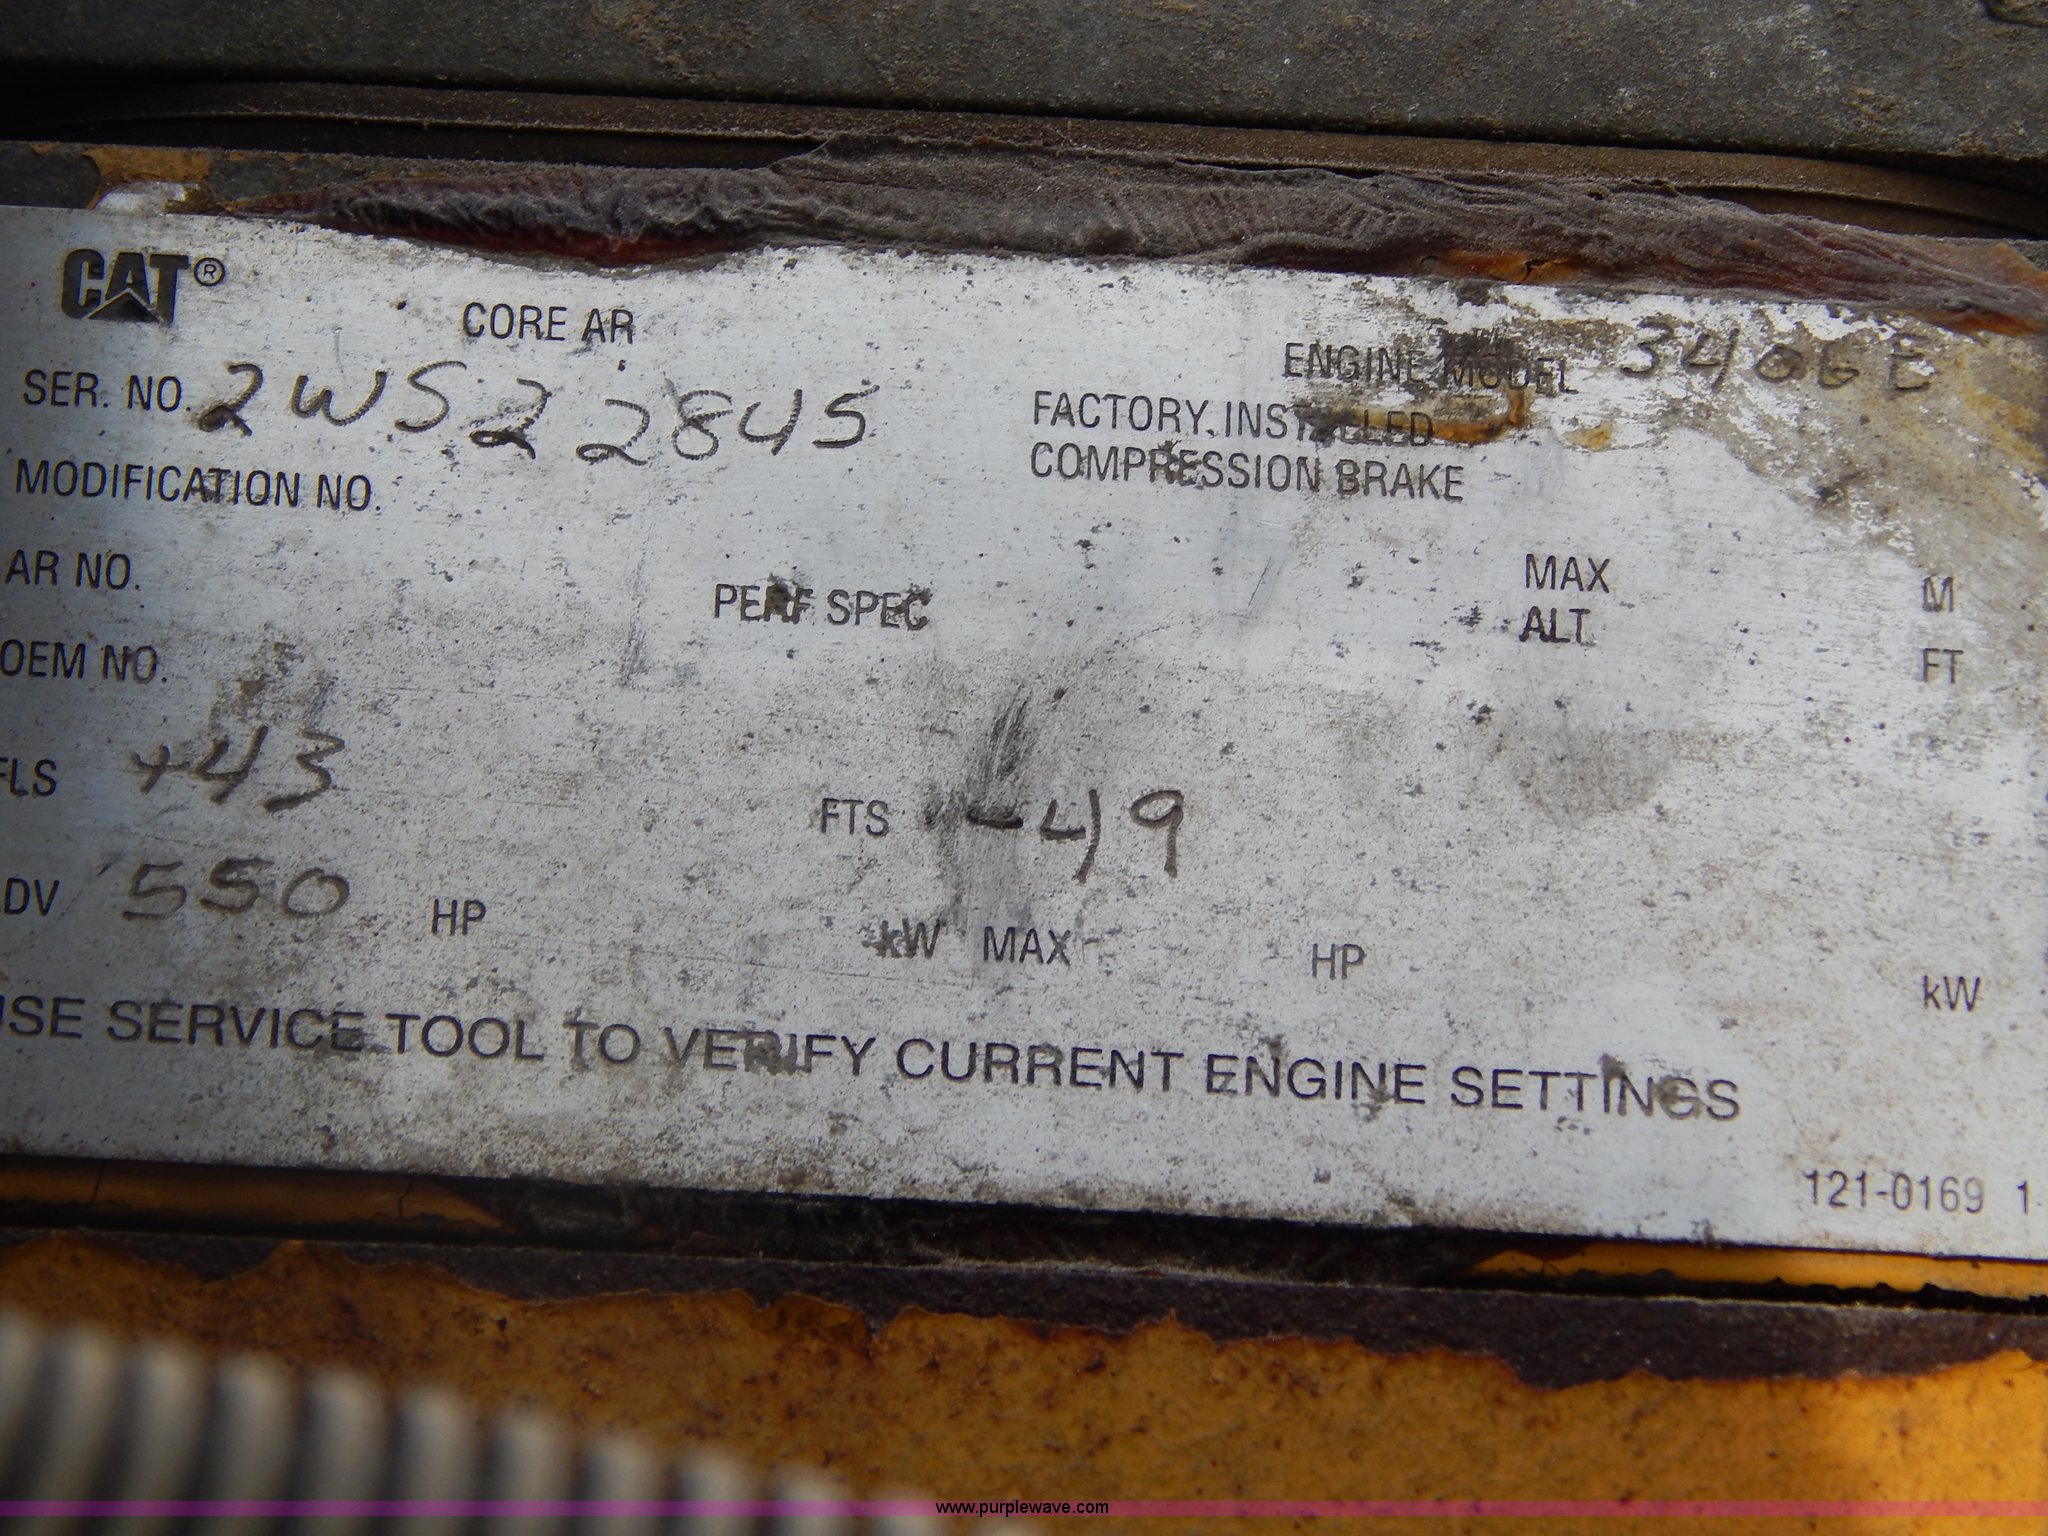 CAT®
CORE AR
SER. NO. 2WS22845
ENGINE MODEL 3406E
FACTORY INSTALLED
COMPRESSION BRAKE
MODIFICATION NO.
AR NO.
PERF SPEC
MAX
ALT
M
FT
OEM NO.
FLS +43
FTS -49
DV 550 HP
kW MAX HP kW
USE SERVICE TOOL TO VERIFY CURRENT ENGINE SETTINGS
121-0169 1
www.purplewave.com